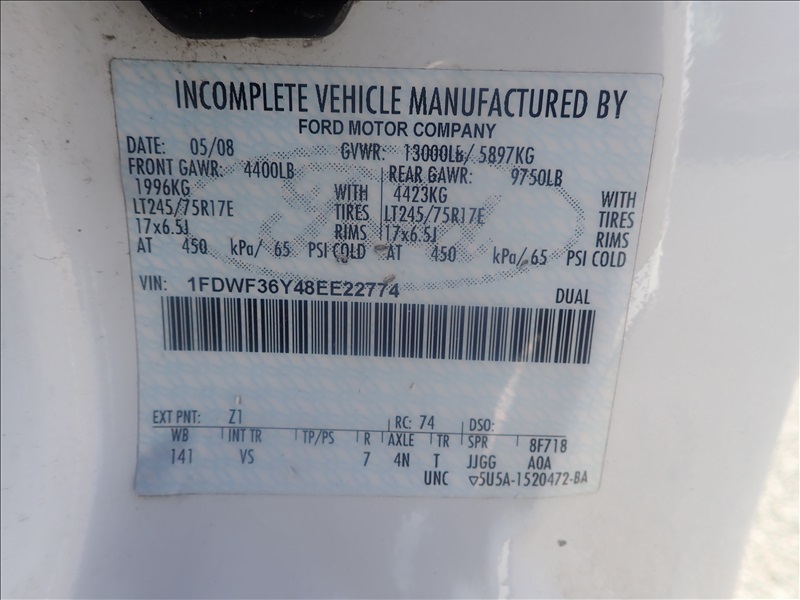 INCOMPLETE VEHICLE MANUFACTURED BY
FORD MOTOR COMPANY
DATE: 05/08 GVWR: 13000LB/ 5897KG
FRONT GAWR: 4400LB REAR GAWR: 9750LB
1996KG WITH 4423KG WITH
LT245/75R17E TIRES LT245/75R17E TIRES
17x6.5J RIMS 17x6.5J RIMS
AT 450 kPa/ 65 PSI COLD AT 450 kPa/ 65 PSI COLD
VIN: 1FDWF36Y48EE22774 DUAL
EXT PNT: Z1 RC: 74 DSO:
WB INT TR TP/PS R AXLE TR SPR 8F718
141 VS 7 4N T JJGG A0A
UNC ▽5U5A-1520472-BA